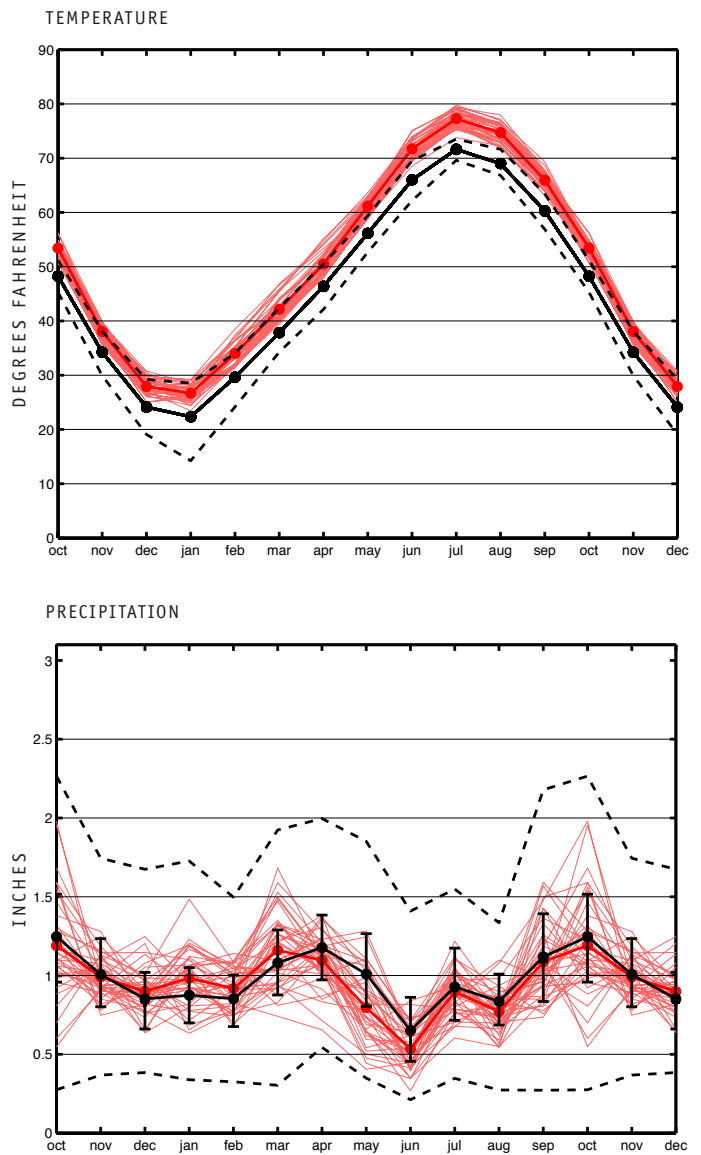 TEMPERATURE
90
80
70
60
50
40
30
20
10
0
DEGREES FAHRENHEIT
oct nov dec jan feb mar apr may jun jul aug sep oct nov dec
PRECIPITATION
3
2.5
2
1.5
1
0.5
0
INCHES
oct nov dec jan feb mar apr may jun jul aug sep oct nov dec